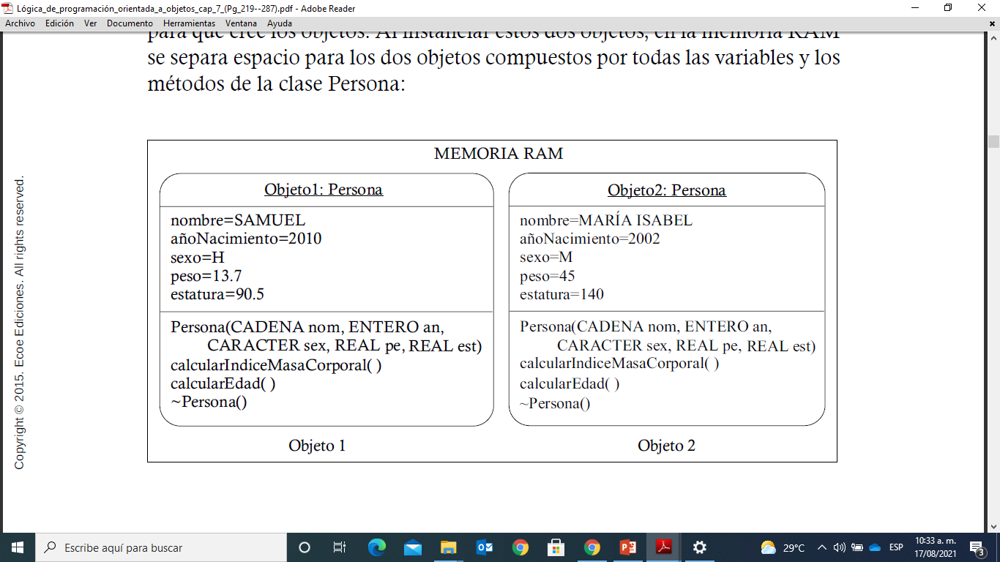 Lógica_de_programación_orientada_a_objetos_cap_7_(Pg_219--287).pdf - Adobe Reader
Archivo Edición Ver Documento Herramientas Ventana Ayuda
para que cree los objetos. Al instanciar estos dos objetos, en la memoria RAM
se separa espacio para los dos objetos compuestos por todas las variables y los
métodos de la clase Persona:
MEMORIA RAM
Objeto1: Persona
nombre=SAMUEL
añoNacimiento=2010
sexo=H
peso=13.7
estatura=90.5
Persona(CADENA nom, ENTERO an,
CARACTER sex, REAL pe, REAL est)
calcularIndiceMasaCorporal( )
calcularEdad( )
~Persona()
Objeto 1
Objeto2: Persona
nombre=MARÍA ISABEL
añoNacimiento=2002
sexo=M
peso=45
estatura=140
Persona(CADENA nom, ENTERO an,
CARACTER sex, REAL pe, REAL est)
calcularIndiceMasaCorporal( )
calcularEdad( )
~Persona()
Objeto 2
Copyright © 2015. Ecoe Ediciones. All rights reserved.
Escribe aquí para buscar
29°C
ESP
10:33 a. m.
17/08/2021
3